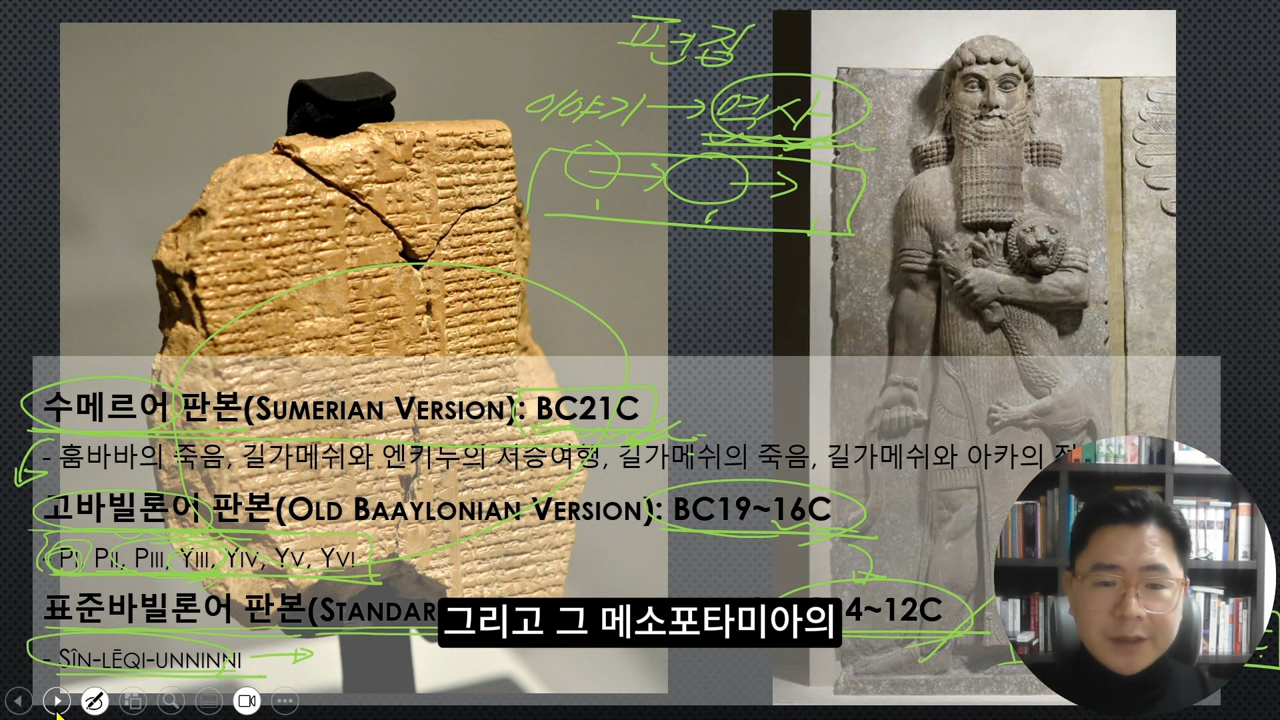 편집
이야기 → 역사
수메르어 판본(Sumerian Version): BC21C
- 훔바바의 죽음, 길가메쉬와 엔키두의 저승여행, 길가메쉬의 죽음, 길가메쉬와 아카의
고바빌론어 판본(Old Baaylonian Version): BC19~16C
- Pi, Pii, Piii, Yiii, Yiv, Yv, Yvi
표준바빌론어 판본(Standar 4~12C
그리고 그 메소포타미아의
- Sîn-lēqi-unninni